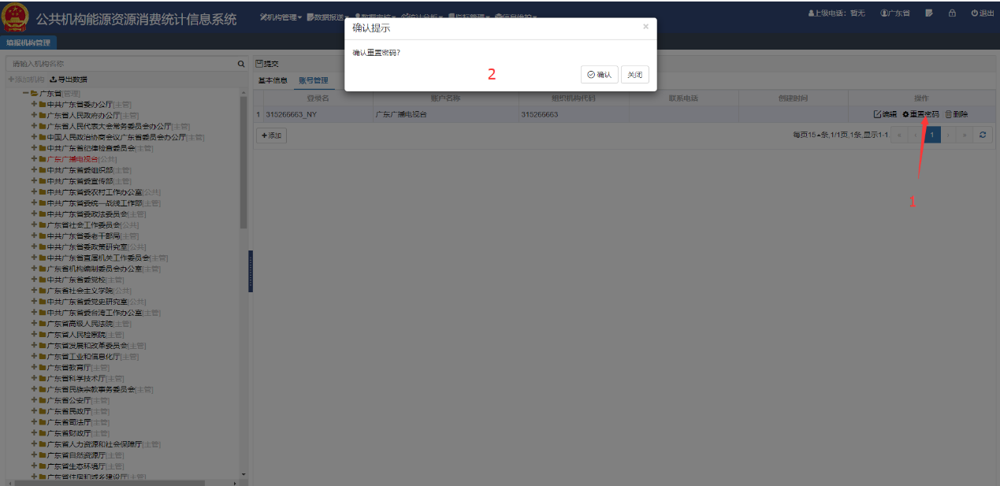 公共机构能源资源消费统计信息系统
机构管理
数据报送
数据审核
统计分析
指标管理
信息维护
上级电话：暂无
广东省
退出
填报机构管理
确认提示
×
确认重置密码?
2
确认
关闭
请输入机构名称
添加机构 导出数据
广东省[管理]
中共广东省委办公厅[主管]
广东省人民政府办公厅[主管]
广东省人民代表大会常务委员会办公厅[主管]
中国人民政治协商会议广东省委员会办公厅[主管]
中共广东省纪律检查委员会[主管]
广东广播电视台[公共]
中共广东省委组织部[主管]
中共广东省委宣传部[主管]
中共广东省委农村工作办公室[公共]
中共广东省委统一战线工作部[主管]
中共广东省委政法委员会[主管]
广东省社会工作委员会[公共]
中共广东省委老干部局[主管]
中共广东省委政策研究室[公共]
中共广东省直属机关工作委员会[主管]
广东省机构编制委员会办公室[主管]
中共广东省委党校[主管]
广东省社会主义学院[公共]
中共广东省委党史研究室[公共]
中共广东省委台湾工作办公室[主管]
广东省高级人民法院[主管]
广东省人民检察院[主管]
广东省发展和改革委员会[主管]
广东省工业和信息化厅[主管]
广东省教育厅[主管]
广东省科学技术厅[主管]
广东省民族宗教事务委员会[主管]
广东省公安厅[主管]
广东省民政厅[主管]
广东省司法厅[主管]
广东省财政厅[主管]
广东省人力资源和社会保障厅[主管]
广东省自然资源厅[主管]
广东省生态环境厅[主管]
广东省住房和城乡建设厅[主管]
提交
基本信息 账号管理
登录名 账户名称 组织机构代码 联系电话 创建时间 操作
1 315266663_NY 广东广播电视台 315266663 编辑 重置密码 删除
添加
每页15条,1/1页,1条,显示1-1
« ‹ 1 › »
1